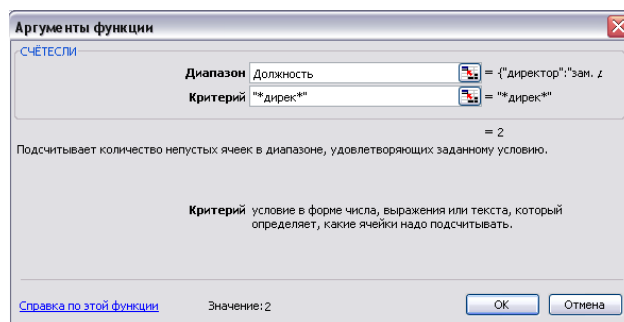 Аргументы функции
СЧЁТЕСЛИ
Диапазон Должность = {"директор":"зам.
Критерий "*дирек*" = "*дирек*"
= 2
Подсчитывает количество непустых ячеек в диапазоне, удовлетворяющих заданному условию.
Критерий условие в форме числа, выражения или текста, который
определяет, какие ячейки надо подсчитывать.
Справка по этой функции Значение:2 ОК Отмена